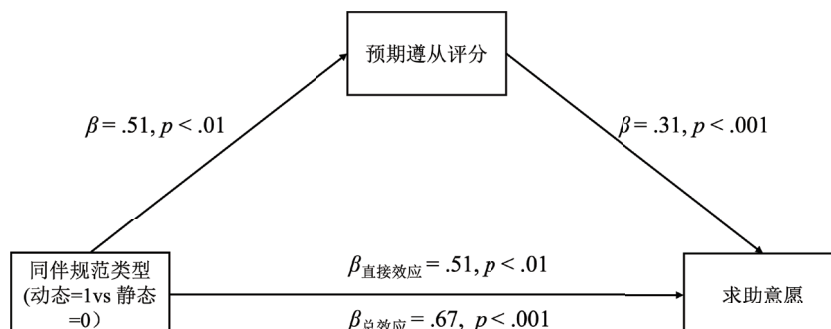 预期遵从评分
β = .51, p < .01
β = .31, p < .001
同伴规范类型
(动态=1vs 静态
=0）
β直接效应 = .51, p < .01
求助意愿
β总效应 = .67, p < .001